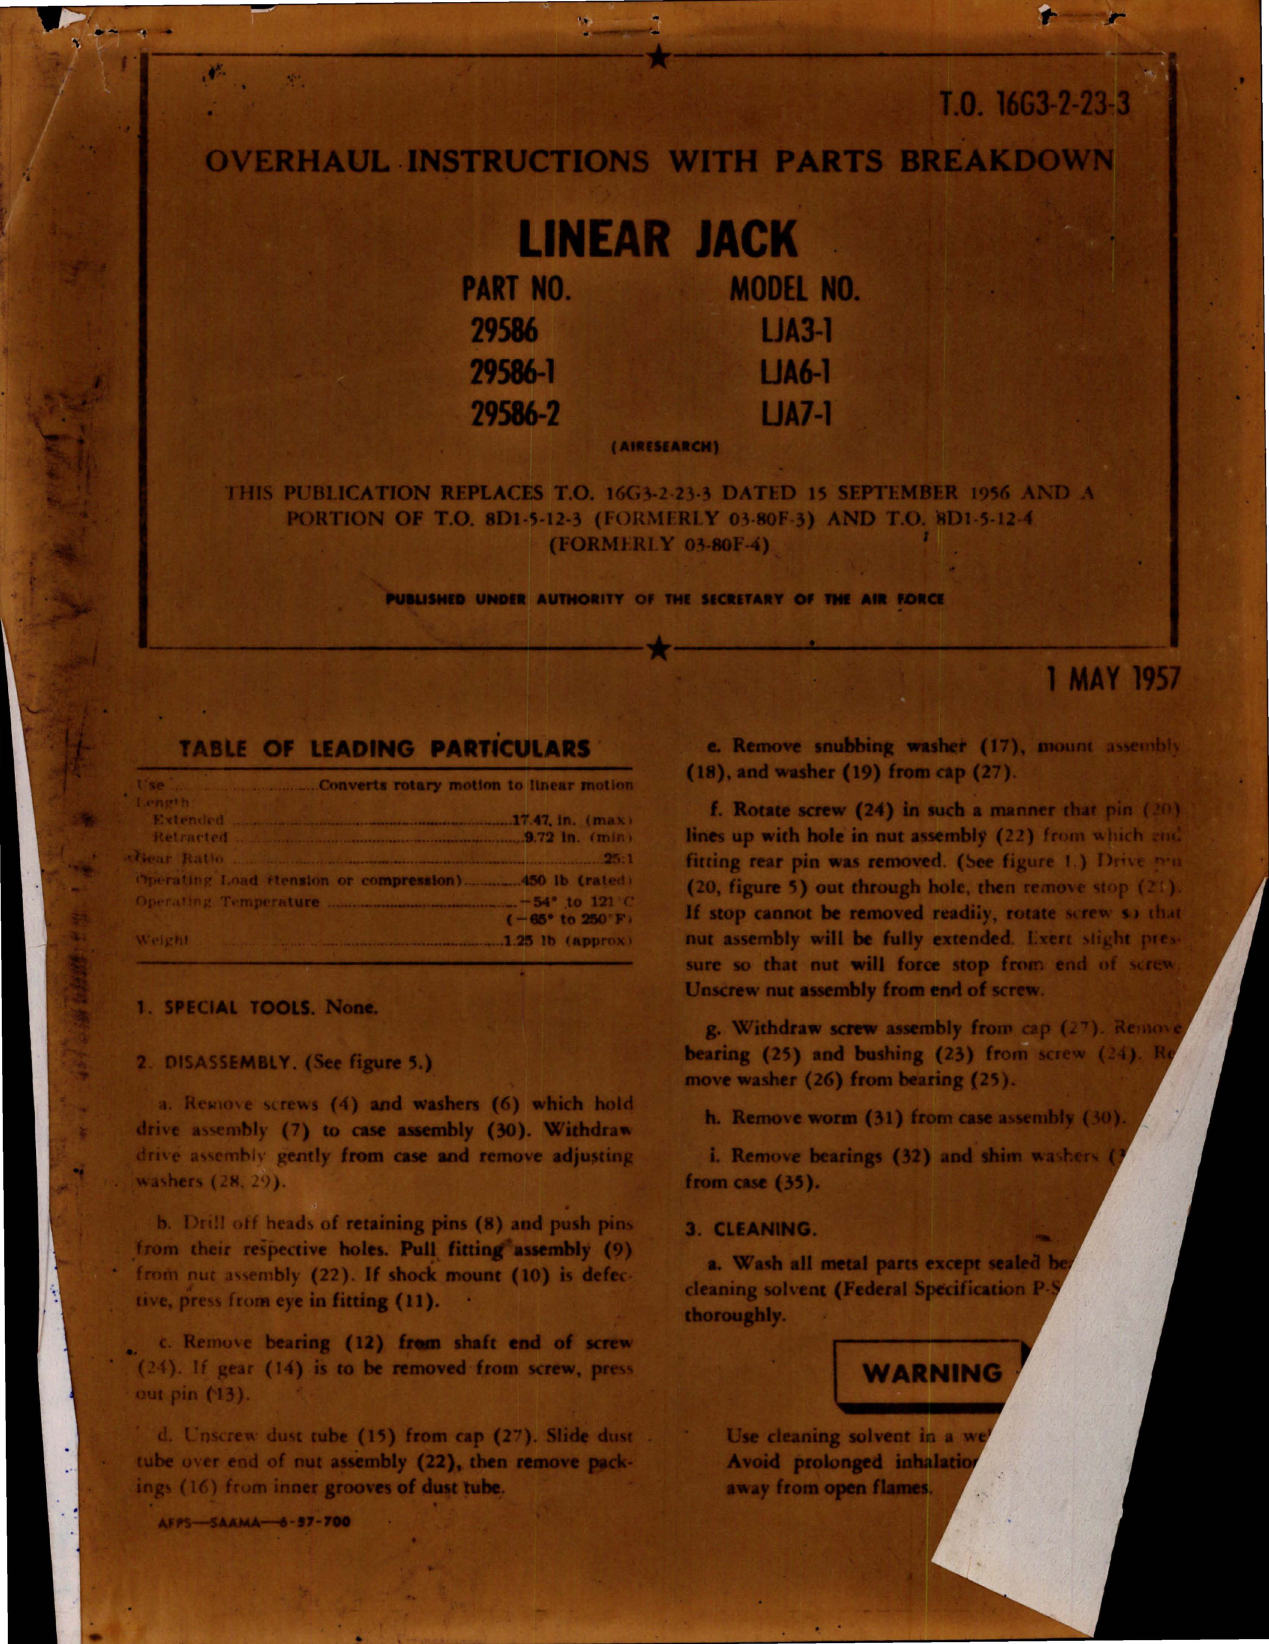 T.O. 16G3-2-23-3
OVERHAUL INSTRUCTIONS WITH PARTS BREAKDOWN
LINEAR JACK
PART NO. MODEL NO.
29586 LJA3-1
29586-1 LJA6-1
29586-2 LJA7-1
(AIRESEARCH)
THIS PUBLICATION REPLACES T.O. 16G3-2-23-3 DATED 15 SEPTEMBER 1956 AND A
PORTION OF T.O. 8D1-5-12-3 (FORMERLY 03-80F-3) AND T.O. 8D1-5-12-4
(FORMERLY 03-80F-4)
PUBLISHED UNDER AUTHORITY OF THE SECRETARY OF THE AIR FORCE
1 MAY 1957
TABLE OF LEADING PARTICULARS
Use ........ Converts rotary motion to linear motion
Length
Extended ........ 17.47, in. (max)
Retracted ........ 9.72 in. (min)
Gear Ratio ........ 25:1
Operating Load (tension or compression) ........ 450 lb (rated)
Operating Temperature ........ −54° to 121°C
(−65° to 250°F)
Weight ........ 1.25 lb (approx)
1. SPECIAL TOOLS. None.
2. DISASSEMBLY. (See figure 5.)
a. Remove screws (4) and washers (6) which hold
drive assembly (7) to case assembly (30). Withdraw
drive assembly gently from case and remove adjusting
washers (28, 29).
b. Drill off heads of retaining pins (8) and push pins
from their respective holes. Pull fitting assembly (9)
from nut assembly (22). If shock mount (10) is defec-
tive, press from eye in fitting (11).
c. Remove bearing (12) from shaft end of screw
(24). If gear (14) is to be removed from screw, press
out pin (13).
d. Unscrew dust tube (15) from cap (27). Slide dust
tube over end of nut assembly (22), then remove pack-
ings (16) from inner grooves of dust tube.
AFPS—SAAMA—6-57-700
e. Remove snubbing washer (17), mount assembly
(18), and washer (19) from cap (27).
f. Rotate screw (24) in such a manner that pin (20)
lines up with hole in nut assembly (22) from which end
fitting rear pin was removed. (See figure 1.) Drive pin
(20, figure 5) out through hole, then remove stop (21).
If stop cannot be removed readily, rotate screw so that
nut assembly will be fully extended. Exert slight pres-
sure so that nut will force stop from end of screw.
Unscrew nut assembly from end of screw.
g. Withdraw screw assembly from cap (27). Remove
bearing (25) and bushing (23) from screw (24). Re
move washer (26) from bearing (25).
h. Remove worm (31) from case assembly (30).
i. Remove bearings (32) and shim washers (
from case (35).
3. CLEANING.
a. Wash all metal parts except sealed be
cleaning solvent (Federal Specification P-S
thoroughly.
WARNING
Use cleaning solvent in a we
Avoid prolonged inhalation
away from open flames.